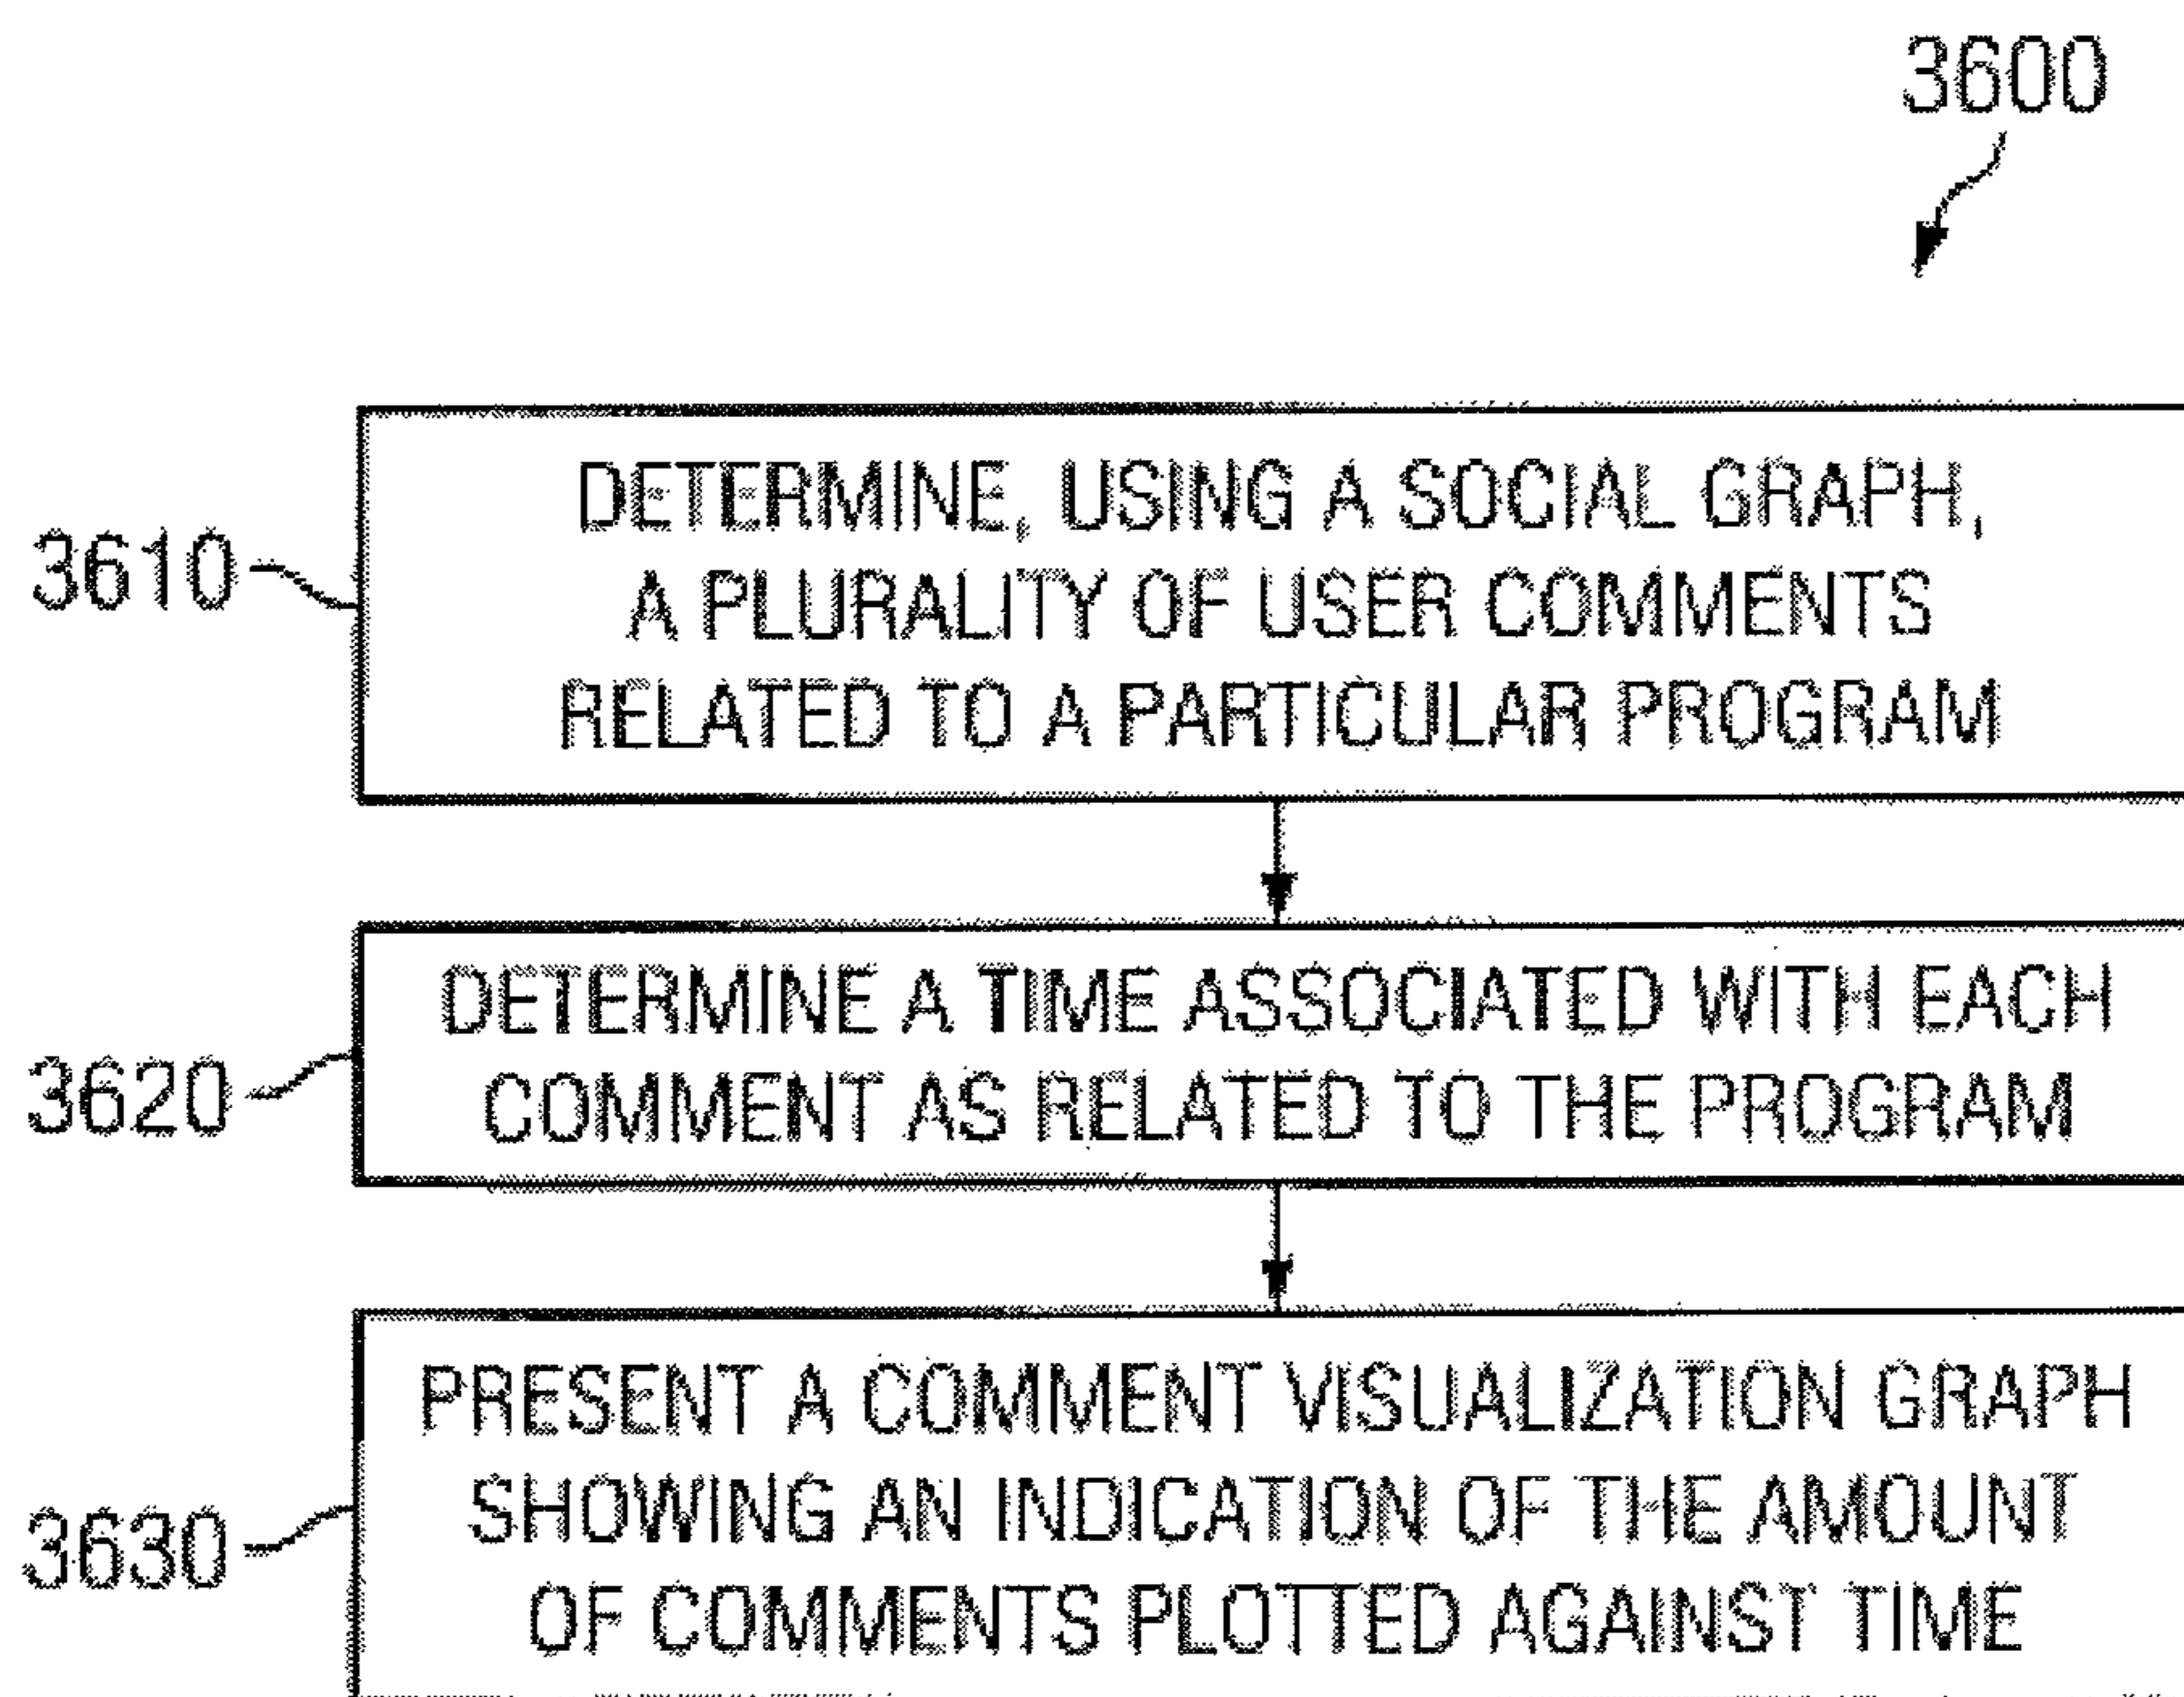 3600
3610
DETERMINE, USING A SOCIAL GRAPH,
A PLURALITY OF USER COMMENTS
RELATED TO A PARTICULAR PROGRAM
3620
DETERMINE A TIME ASSOCIATED WITH EACH
COMMENT AS RELATED TO THE PROGRAM
3630
PRESENT A COMMENT VISUALIZATION GRAPH
SHOWING AN INDICATION OF THE AMOUNT
OF COMMENTS PLOTTED AGAINST TIME